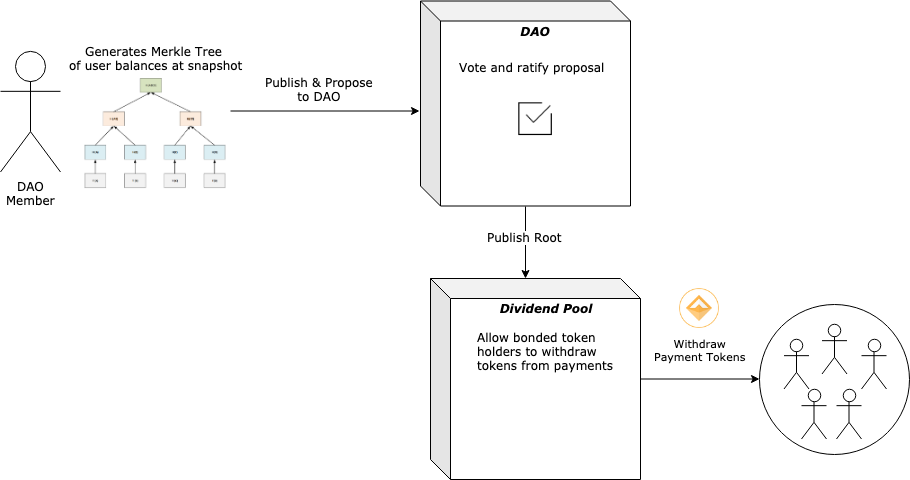 Generates Merkle Tree
of user balances at snapshot
DAO
Member
Publish & Propose
to DAO
DAO
Vote and ratify proposal
Publish Root
Dividend Pool
Allow bonded token
holders to withdraw
tokens from payments
Withdraw
Payment Tokens